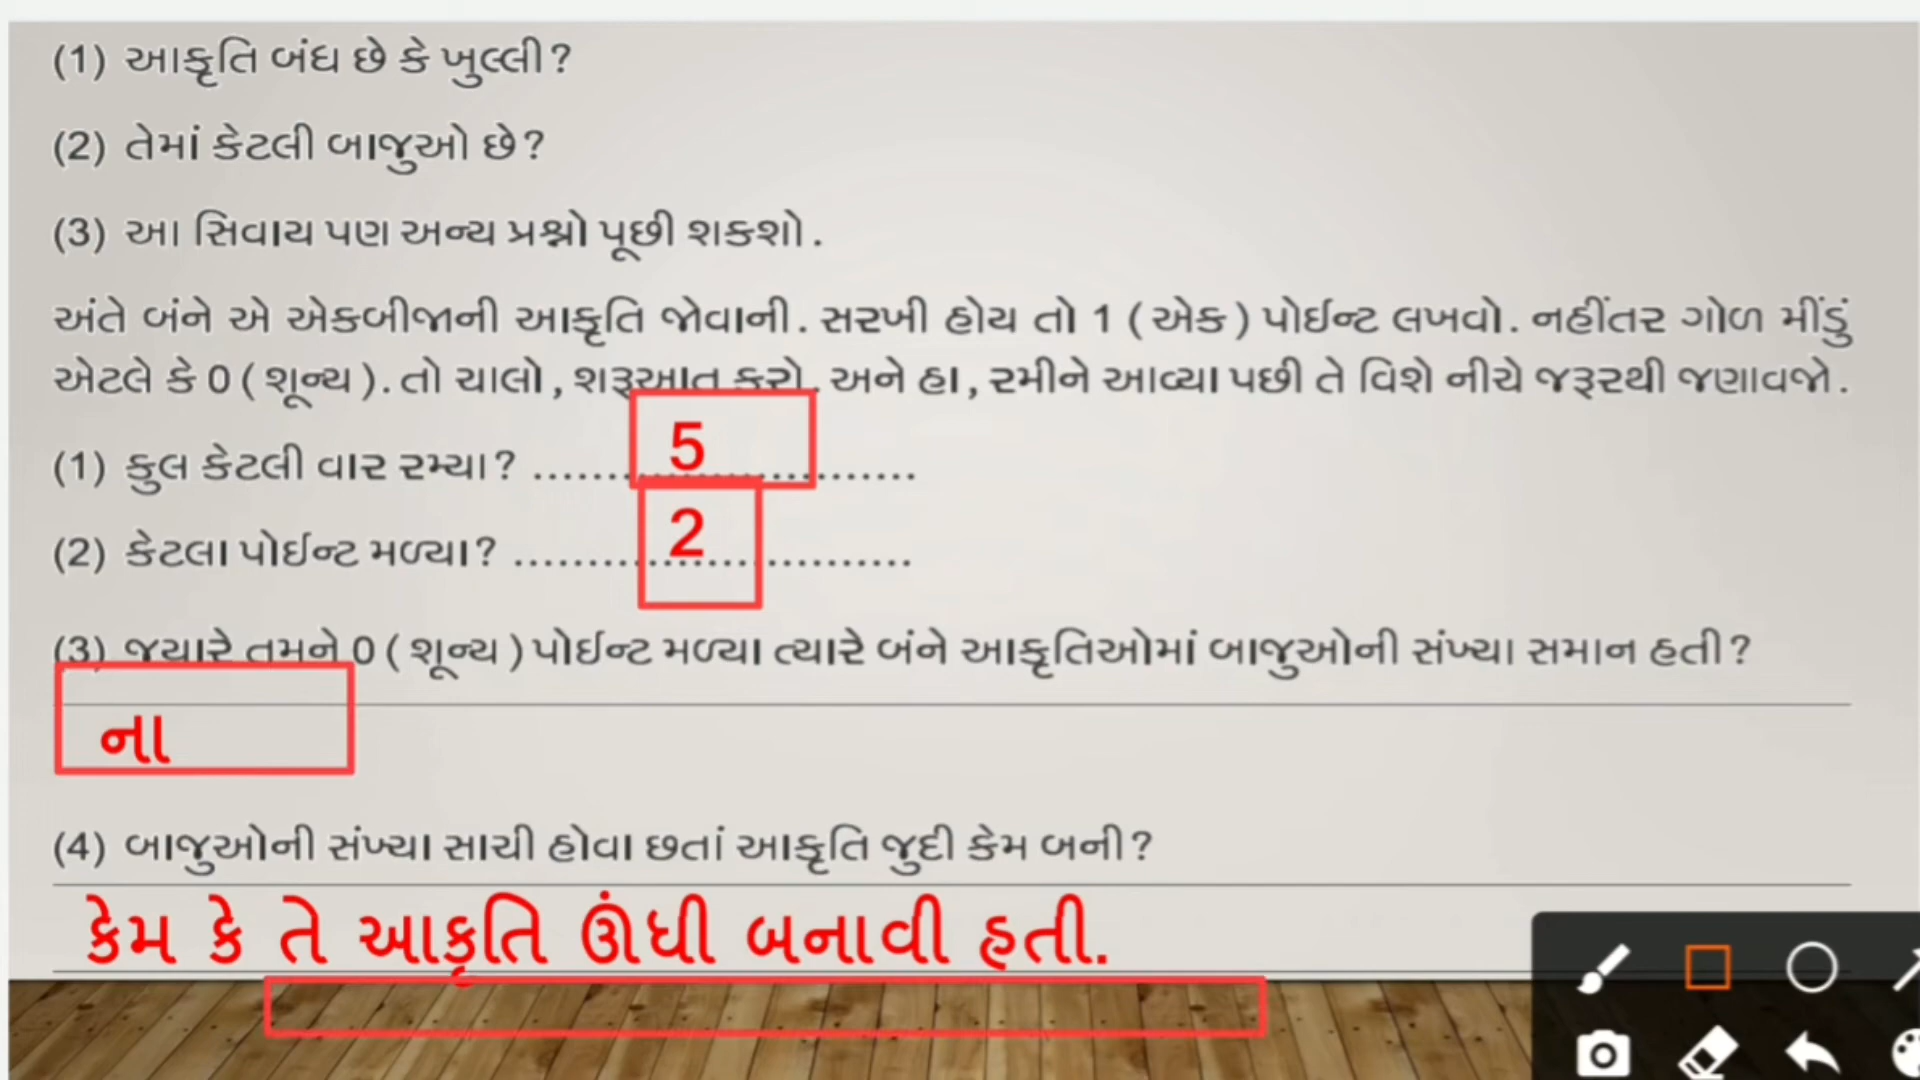 (1) આકૃતિ બંધ છે કે ખુલ્લી?
(2) તેમાં કેટલી બાજુઓ છે?
(3) આ સિવાય પણ અન્ય પ્રશ્નો પૂછી શકશો.
અંતે બંને એ એકબીજાની આકૃતિ જોવાની. સરખી હોય તો 1 (એક) પોઈન્ટ લખવો. નહીંતર ગોળ મીંડું
એટલે કે 0 (શૂન્ય). તો ચાલો, શરૂઆત કરો. અને હા, રમીને આવ્યા પછી તે વિશે નીચે જરૂરથી જણાવજો.
(1) કુલ કેટલી વાર રમ્યા? .......... 5 ..........
(2) કેટલા પોઈન્ટ મળ્યા? .......... 2 ..........
(3) જયારે તમને 0 (શૂન્ય) પોઈન્ટ મળ્યા ત્યારે બંને આકૃતિઓમાં બાજુઓની સંખ્યા સમાન હતી?
ના
(4) બાજુઓની સંખ્યા સાચી હોવા છતાં આકૃતિ જુદી કેમ બની?
કેમ કે તે આકૃતિ ઊંધી બનાવી હતી.